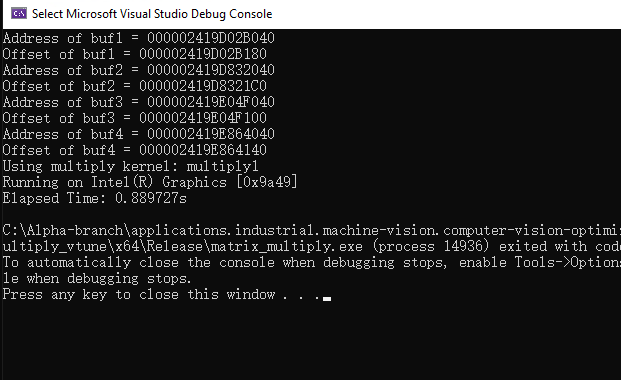 Select Microsoft Visual Studio Debug Console
Address of buf1 = 000002419D02B040
Offset of buf1 = 000002419D02B180
Address of buf2 = 000002419D832040
Offset of buf2 = 000002419D8321C0
Address of buf3 = 000002419E04F040
Offset of buf3 = 000002419E04F100
Address of buf4 = 000002419E864040
Offset of buf4 = 000002419E864140
Using multiply kernel: multiply1
Running on Intel(R) Graphics [0x9a49]
Elapsed Time: 0.889727s
C:\Alpha-branch\applications.industrial.machine-vision.computer-vision-optimi
ultiply_vtune\x64\Release\matrix_multiply.exe (process 14936) exited with cod
To automatically close the console when debugging stops, enable Tools->Option
le when debugging stops.
Press any key to close this window . . .